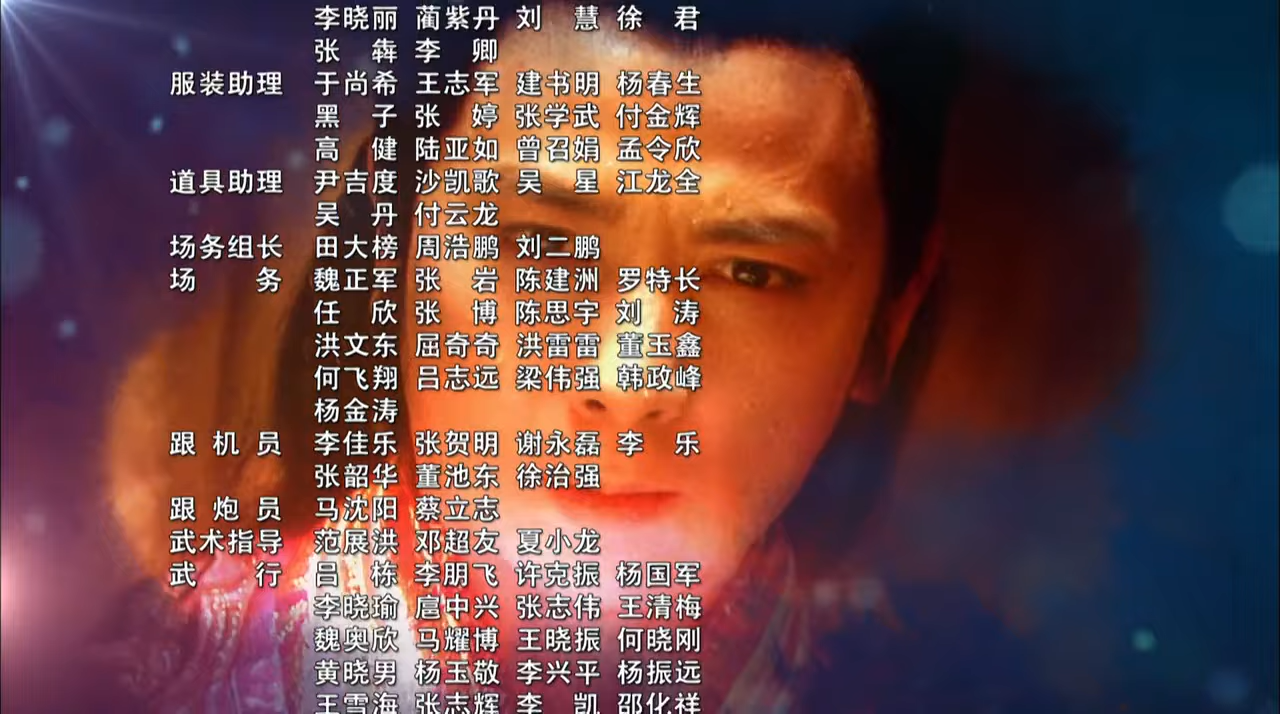 李晓丽 蔺紫丹 刘 慧 徐 君
张 犇 李 卿
服装助理 于尚希 王志军 建书明 杨春生
黑 子 张 婷 张学武 付金辉
高 健 陆亚如 曾召娟 孟令欣
道具助理 尹吉度 沙凯歌 吴 星 江龙全
吴 丹 付云龙
场务组长 田大榜 周浩鹏 刘二鹏
场 务 魏正军 张 岩 陈建洲 罗特长
任 欣 张 博 陈思宇 刘 涛
洪文东 屈奇奇 洪雷雷 董玉鑫
何飞翔 吕志远 梁伟强 韩政峰
杨金涛
跟 机 员 李佳乐 张贺明 谢永磊 李 乐
张韶华 董池东 徐治强
跟 炮 员 马沈阳 蔡立志
武术指导 范展洪 邓超友 夏小龙
武 行 吕 栋 李朋飞 许克振 杨国军
李晓瑜 扈中兴 张志伟 王清梅
魏奥欣 马耀博 王晓振 何晓刚
黄晓男 杨玉敬 李兴平 杨振远
王雪海 张志辉 李 凯 邵化祥